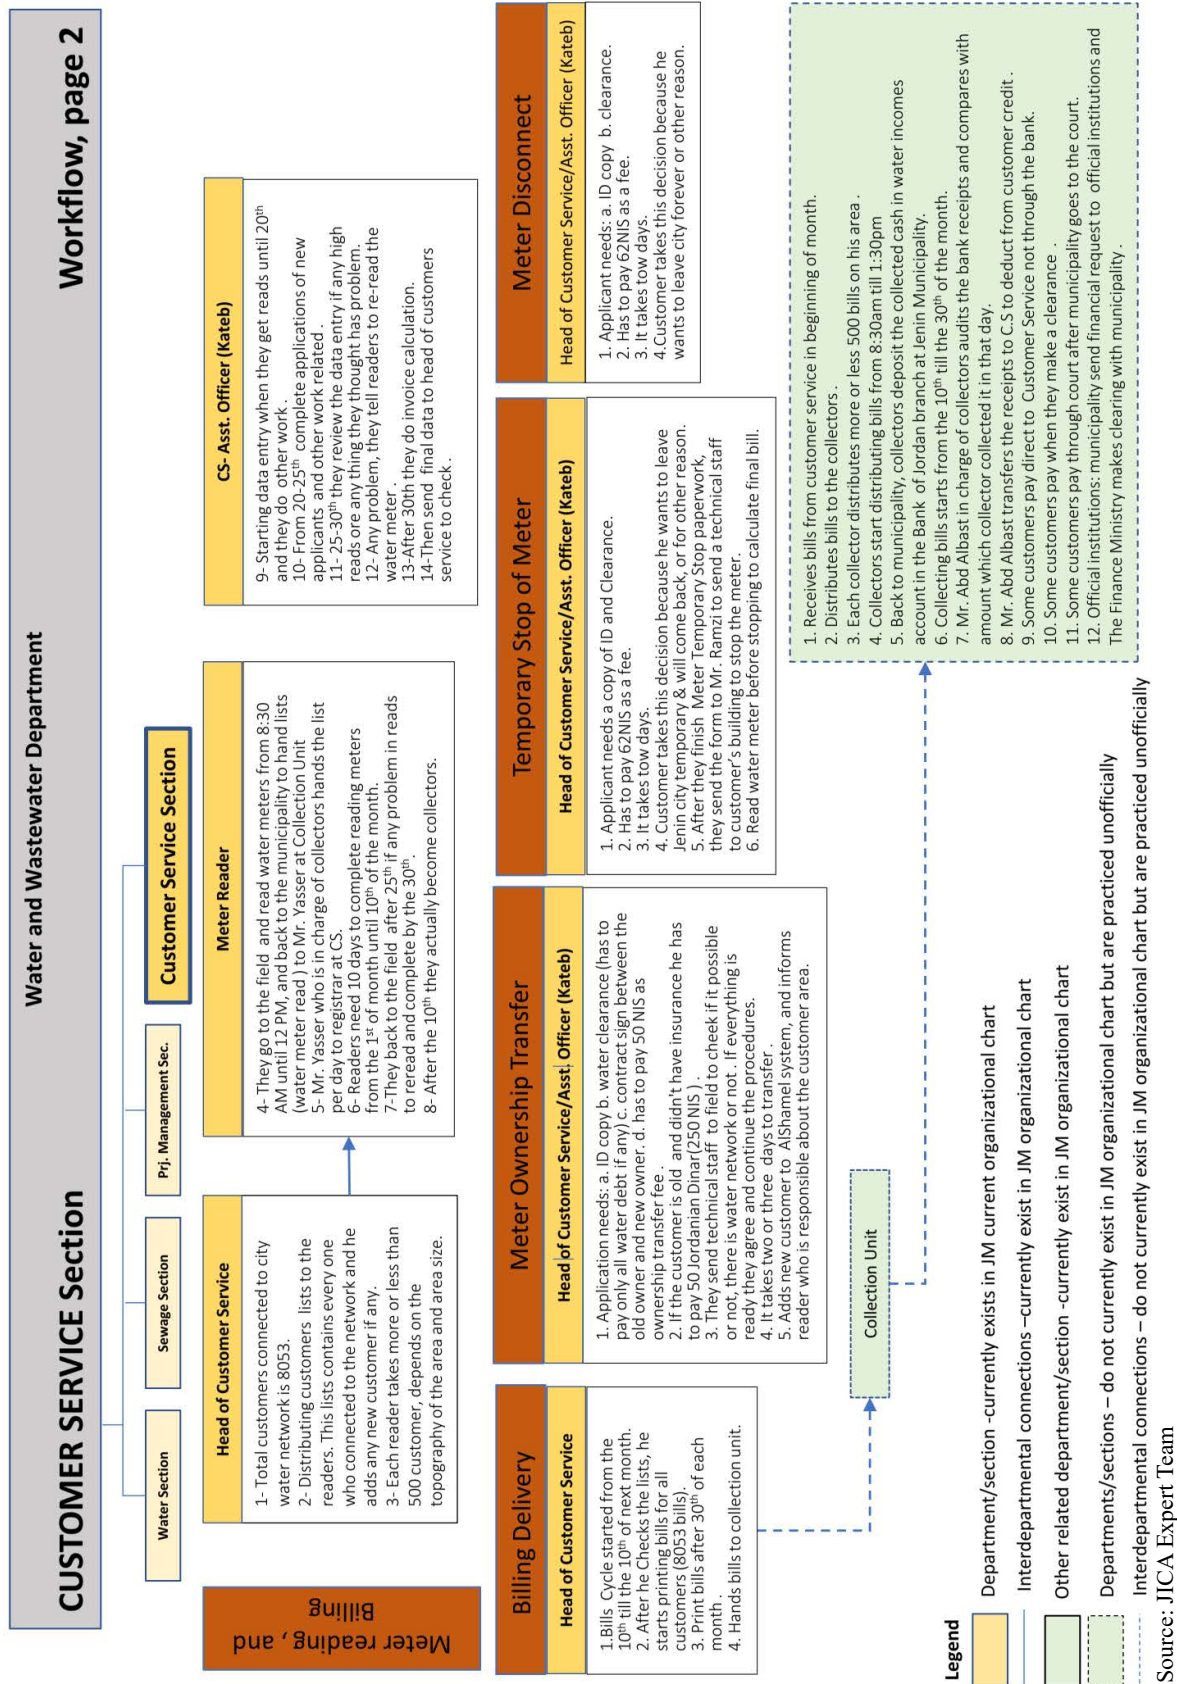 Water and Wastewater Department
CUSTOMER SERVICE Section
Workflow, page 2
Water Section
Sewage Section
Prj. Management Sec.
Customer Service Section
Meter reading, and
Billing
Head of Customer Service
1- Total customers connected to city
water network is 8053.
2- Distributing customers  lists to the
readers. This lists contains every one
who connected to the network and he
adds any new customer if any.
3- Each reader takes more or less than
500 customer, depends on the
topography of the area and area size.
Meter Reader
4- They go to the field  and read water meters from 8:30
AM until 12 PM, and back to the municipality to hand lists
(water meter read ) to Mr. Yasser at Collection Unit
5- Mr. Yasser who is in charge of collectors hands the list
per day to registrar at CS.
6- Readers need 10 days to complete reading meters
from the 1st of month until 10th of the month.
7-They back to the field  after 25th if any problem in reads
to reread and complete by the 30th .
8- After the 10th they actually become collectors.
CS- Asst. Officer (Kateb)
9- Starting data entry when they get reads until 20th
and they do  other work .
10- From 20-25th  complete applications of new
applicants and other work related .
11- 25-30th they review the data entry if any high
reads ore any thing they thought has problem.
12- Any problem, they tell readers to re-read the
water meter .
13-After 30th they do invoice calculation.
14-Then send  final data to head of customers
service to check .
Billing Delivery
Head of Customer Service
1.Bills  Cycle started from the
10th till the 10th of next month.
2. After he Checks the lists, he
starts printing bills for all
customers (8053 bills).
3. Print bills after 30th of each
month .
4. Hands bills to collection unit.
Meter Ownership Transfer
Head of Customer Service/Asst. Officer (Kateb)
1. Application needs: a. ID copy b. water clearance (has to
pay only all  water debt if any) c. contract sign between the
old owner and new owner. d. has to pay 50 NIS as
ownership transfer fee .
2. If the customer is old  and didn't have insurance he has
to pay 50 Jordanian Dinar(250 NIS ) .
3. They send technical staff  to field to cheek if it possible
or not, there is water network or not . If everything is
ready they agree and continue the procedures.
4. It takes two or three  days to transfer .
5. Adds new customer to  AlShamel system, and informs
reader who is responsible about the customer area.
Temporary Stop of Meter
Head of Customer Service/Asst. Officer (Kateb)
1. Applicant needs a copy of ID and Clearance.
2. Has to pay 62NIS as a fee.
3. It takes tow days.
4. Customer takes this decision because he wants to leave
Jenin city temporary & will come back, or for other reason.
5. After they finish  Meter Temporary Stop paperwork,
they send the form to Mr. Ramzi to send a technical staff
to customer's building to stop the meter.
6. Read water meter before stopping to calculate final bill.
Meter Disconnect
Head of Customer Service/Asst. Officer (Kateb)
1. Applicant needs: a. ID copy  b. clearance.
2. Has to pay 62NIS as a fee.
3. It takes tow days.
4.Customer takes this decision because he
wants to leave city forever or other reason.
Collection Unit
1. Receives bills from customer service in beginning of month.
2. Distributes bills to the collectors.
3. Each collector distributes more or less 500 bills on his area .
4. Collectors start distributing bills from 8:30am till 1:30pm
5. Back to municipality, collectors deposit the collected cash in water incomes
account in the Bank  of Jordan branch at Jenin Municipality.
6. Collecting bills starts from the 10th till the 30th of the month.
7. Mr. Abd Albast in charge of collectors audits the bank receipts and compares with
amount which collector collected it in that day.
8. Mr. Abd Albast transfers the receipts to C.S to deduct from customer credit .
9. Some customers pay direct to  Customer Service not through the bank.
10. Some customers pay when they make a clearance .
11. Some customers pay through court after municipality goes to the court.
12. Official institutions: municipality send financial request to  official institutions and
The Finance Ministry makes clearing with municipality .
Legend
Department/section -currently exists in JM current organizational chart
Interdepartmental connections –currently exist in JM organizational chart
Other related department/section -currently exist in JM organizational chart
Departments/sections – do not currently exist in JM organizational chart but are practiced unofficially
Interdepartmental connections – do not currently exist in JM organizational chart but are practiced unofficially
Source: JICA Expert Team